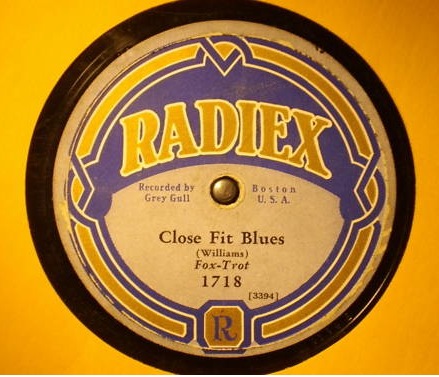 RADIEX
Recorded by Boston
Grey Gull U. S. A.
Close Fit Blues
(Williams)
Fox-Trot
1718
[3394]
R